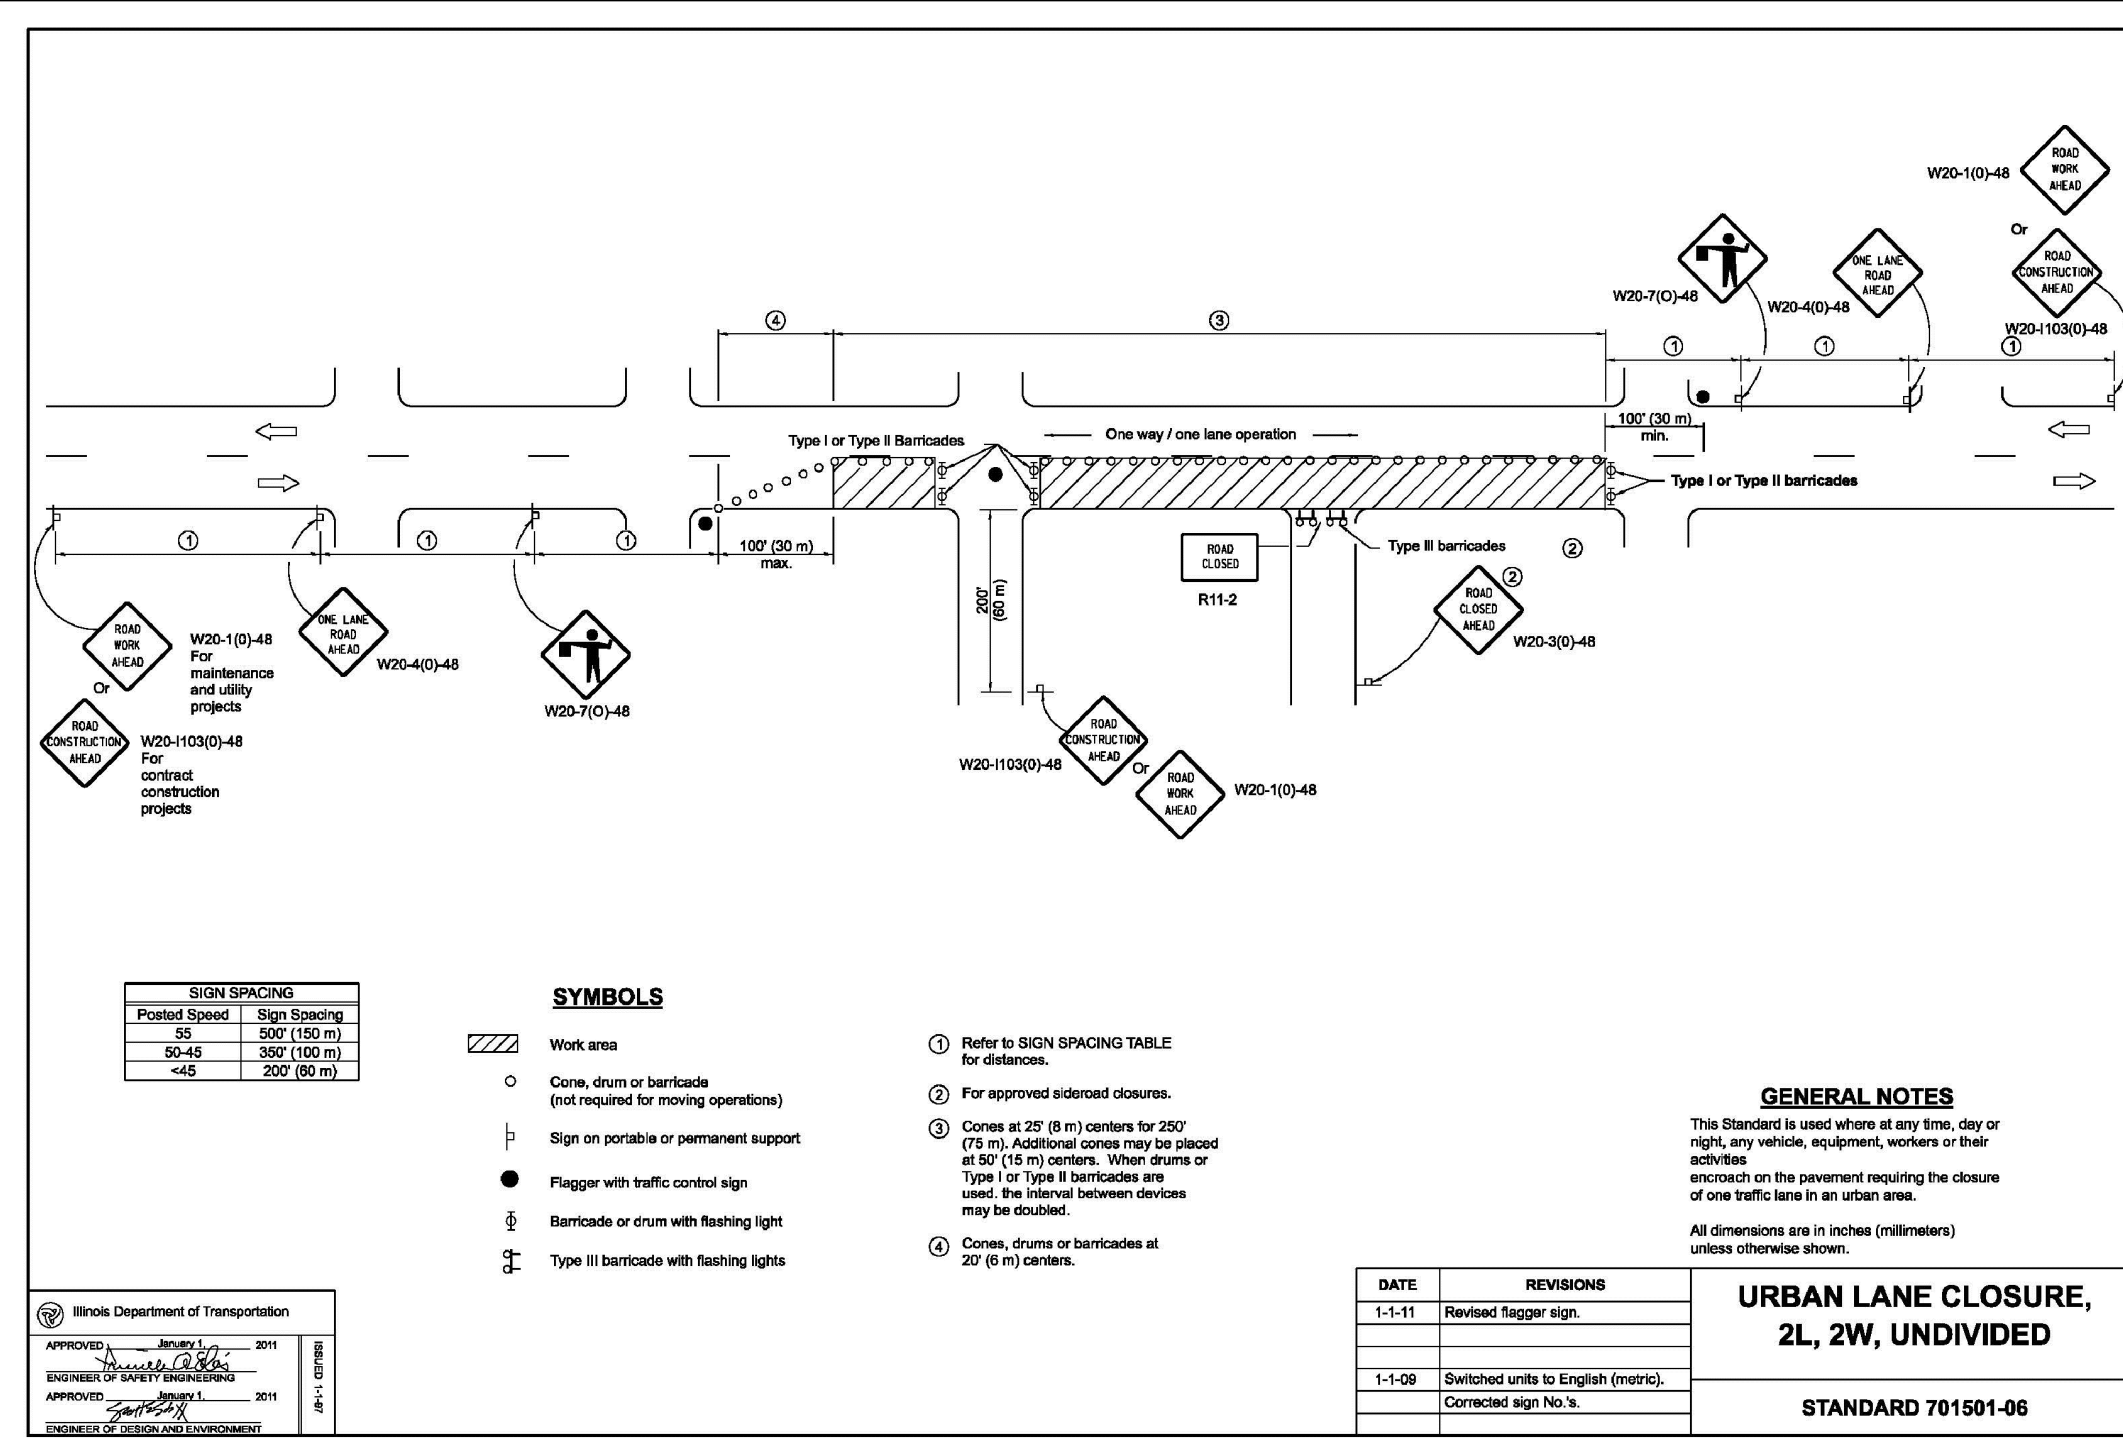 ROAD
WORK
AHEAD
W20-1(0)-48
Or
ROAD
CONSTRUCTION
AHEAD
W20-I103(0)-48
W20-7(O)-48
ONE LANE
ROAD
AHEAD
W20-4(0)-48
④
③
①
①
①
100' (30 m)
min.
Type I or Type II Barricades
One way / one lane operation
Type I or Type II barricades
①
①
①
100' (30 m)
max.
200'
(60 m)
ROAD
CLOSED
R11-2
Type III barricades
②
②
ROAD
CLOSED
AHEAD
W20-3(0)-48
ROAD
WORK
AHEAD
Or
W20-1(0)-48
For
maintenance
and utility
projects
ROAD
CONSTRUCTION
AHEAD
W20-I103(0)-48
For
contract
construction
projects
ONE LANE
ROAD
AHEAD
W20-4(0)-48
W20-7(O)-48
ROAD
CONSTRUCTION
AHEAD
W20-I103(0)-48
Or
ROAD
WORK
AHEAD
W20-1(0)-48
SIGN SPACING
Posted Speed Sign Spacing
55 500' (150 m)
50-45 350' (100 m)
<45 200' (60 m)
SYMBOLS
Work area
Cone, drum or barricade
(not required for moving operations)
Sign on portable or permanent support
Flagger with traffic control sign
Barricade or drum with flashing light
Type III barricade with flashing lights
① Refer to SIGN SPACING TABLE
for distances.
② For approved sideroad closures.
③ Cones at 25' (8 m) centers for 250'
(75 m). Additional cones may be placed
at 50' (15 m) centers. When drums or
Type I or Type II barricades are
used. the interval between devices
may be doubled.
④ Cones, drums or barricades at
20' (6 m) centers.
GENERAL NOTES
This Standard is used where at any time, day or
night, any vehicle, equipment, workers or their
activities
encroach on the pavement requiring the closure
of one traffic lane in an urban area.
All dimensions are in inches (millimeters)
unless otherwise shown.
Illinois Department of Transportation
APPROVED January 1, 2011
ENGINEER OF SAFETY ENGINEERING
APPROVED January 1, 2011
ENGINEER OF DESIGN AND ENVIRONMENT
ISSUED 1-1-97
DATE REVISIONS
1-1-11 Revised flagger sign.
1-1-09 Switched units to English (metric).
Corrected sign No.'s.
URBAN LANE CLOSURE,
2L, 2W, UNDIVIDED
STANDARD 701501-06